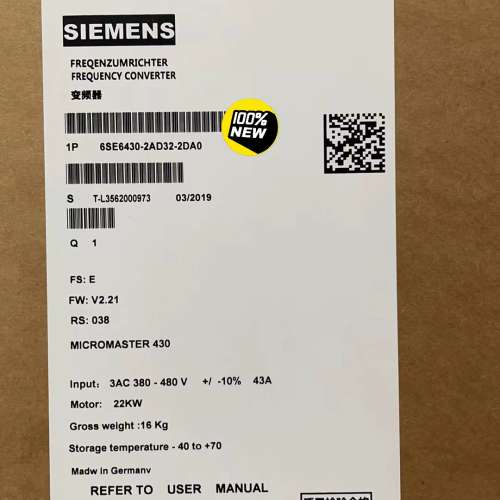 SIEMENS
FREQENZUMRICHTER
FREQUENCY CONVERTER
变频器
100%
NEW
1P 6SE6430-2AD32-2DA0
S T-L3562000973 03/2019
Q 1
FS: E
FW: V2.21
RS: 038
MICROMASTER 430
Input: 3AC 380 - 480 V +/ -10% 43A
Motor: 22KW
Gross weight :16 Kg
Storage temperature - 40 to +70
Madw in Germanv
REFER TO USER MANUAL